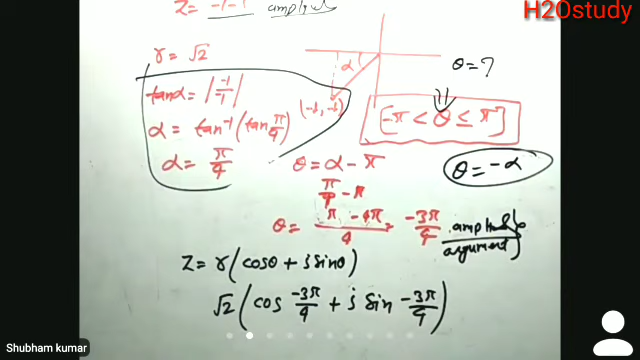 H2Ostudy
Z = -1-i amplitude
r = √2
tanα = |-1/-1|
α
θ = ?
(-1, -1)
α = tan⁻¹(tan π/4)
[-π < θ ≤ π]
α = π/4
θ = α - π
θ = -α
π/4 - π
θ = π - 4π/4 -3π/4 amplitude
argument
Z = r(cosθ + i sinθ)
√2 (cos -3π/4 + i sin -3π/4)
Shubham kumar